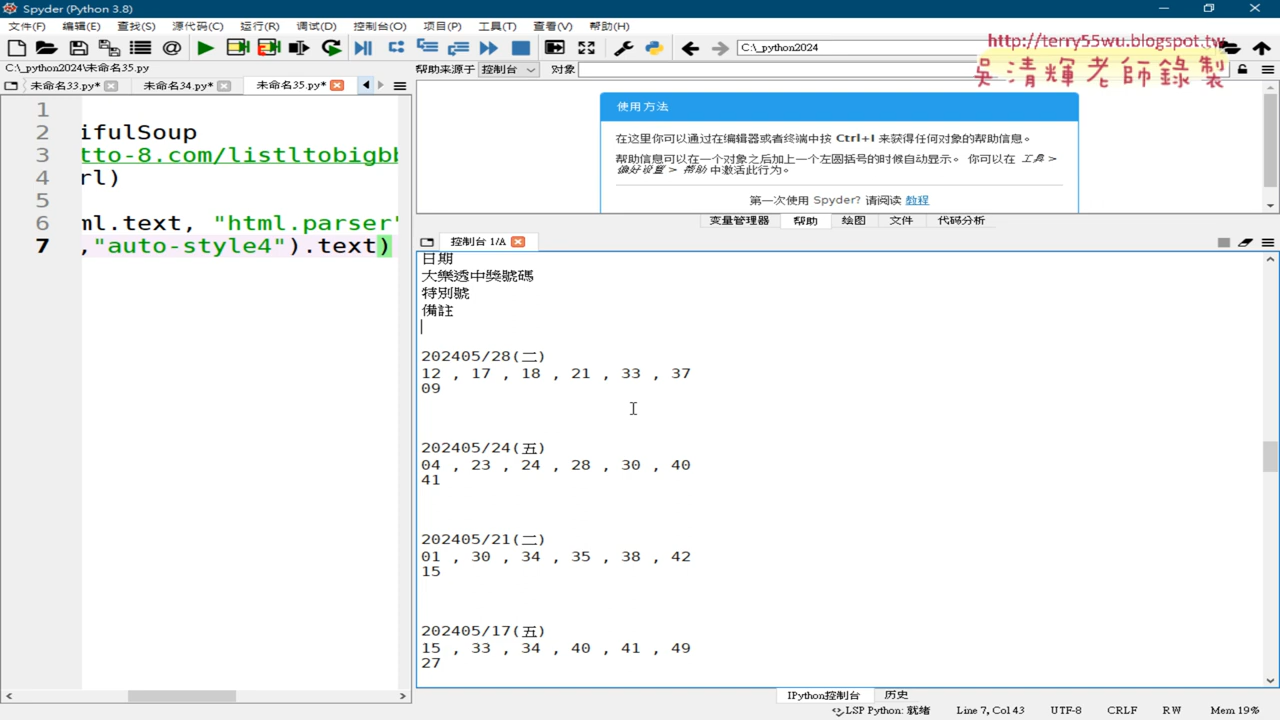 Spyder (Python 3.8)
文件(F) 编辑(E) 查找(S) 源代码(C) 运行(R) 调试(D) 控制台(O) 项目(P) 工具(T) 查看(V) 帮助(H)
C:\_python2024
http://terry55wu.blogspot.tw
吳清輝老師錄製
C:\_python2024\未命名35.py
帮助来源于 控制台 对象
未命名33.py* 未命名34.py* 未命名35.py*
1
2 ifulSoup
3 tto-8.com/listltobigbb
4 rl)
5
6 ml.text, "html.parser"
7 ,"auto-style4").text)
使用方法
在这里你可以通过在编辑器或者终端中按 Ctrl+I 来获得任何对象的帮助信息。
帮助信息可以在一个对象之后加上一个左圆括号的时候自动显示。 你可以在 工具 >
偏好设置 > 帮助 中激活此行为。
第一次使用 Spyder? 请阅读 教程
变量管理器 帮助 绘图 文件 代码分析
控制台 1/A
日期
大樂透中獎號碼
特別號
備註
202405/28(二)
12 , 17 , 18 , 21 , 33 , 37
09
202405/24(五)
04 , 23 , 24 , 28 , 30 , 40
41
202405/21(二)
01 , 30 , 34 , 35 , 38 , 42
15
202405/17(五)
15 , 33 , 34 , 40 , 41 , 49
27
IPython控制台 历史
LSP Python: 就绪 Line 7, Col 43 UTF-8 CRLF RW Mem 19%